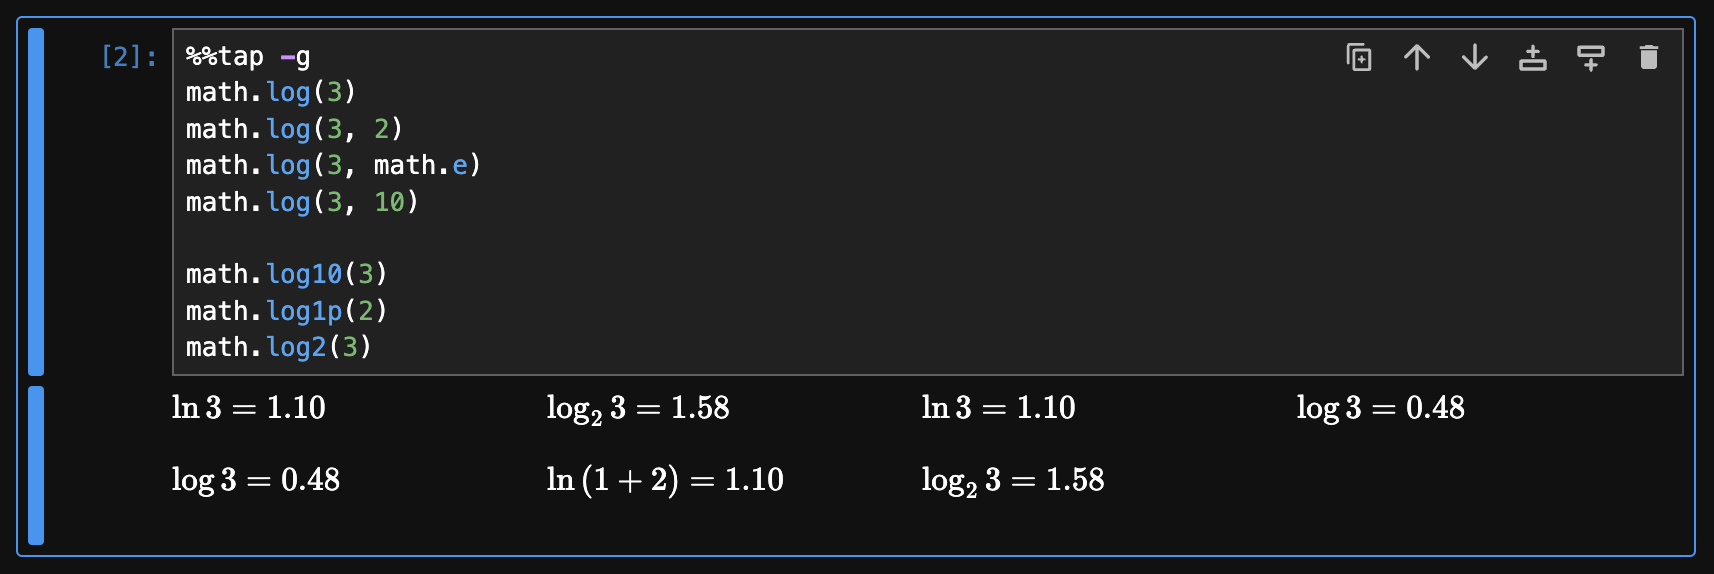 [2]: %%tap -g
math.log(3)
math.log(3, 2)
math.log(3, math.e)
math.log(3, 10)
math.log10(3)
math.log1p(2)
math.log2(3)
ln 3 = 1.10 log₂ 3 = 1.58 ln 3 = 1.10 log 3 = 0.48
log 3 = 0.48 ln (1 + 2) = 1.10 log₂ 3 = 1.58